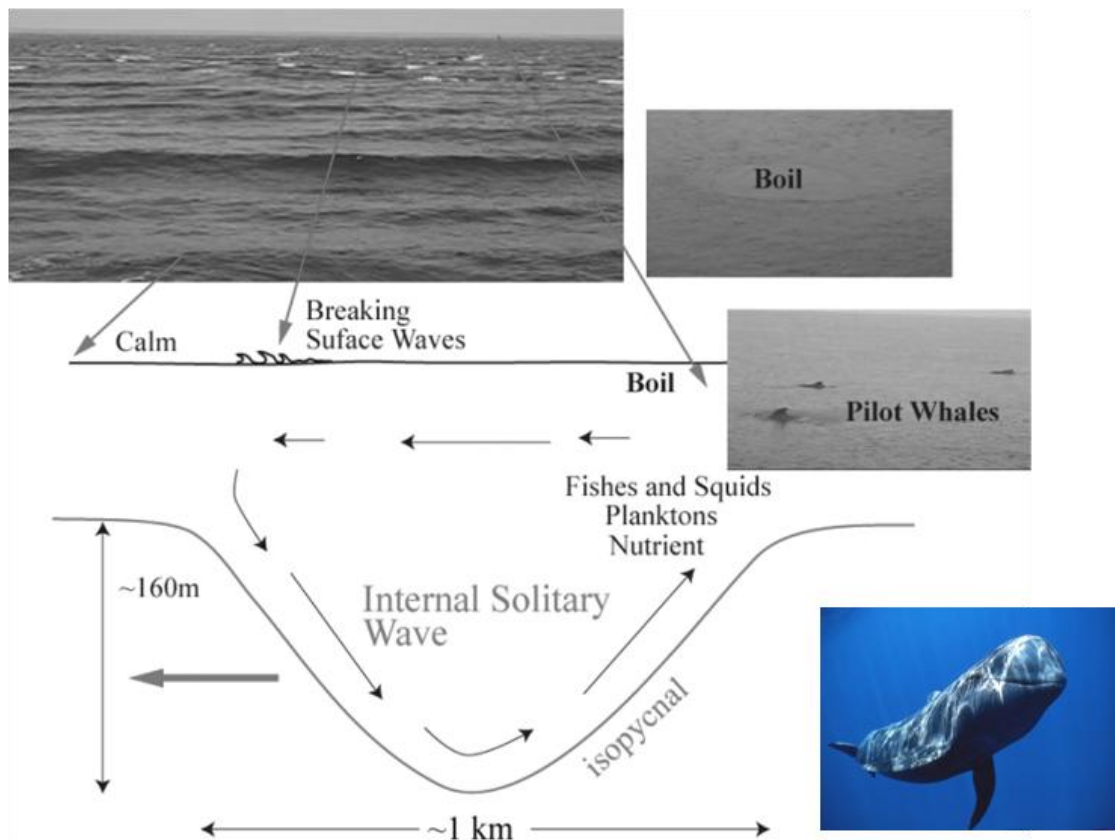 Boil
Breaking
Suface Waves
Calm
Boil
Pilot Whales
Fishes and Squids
Planktons
Nutrient
~160m
Internal Solitary
Wave
isopycnal
~1 km